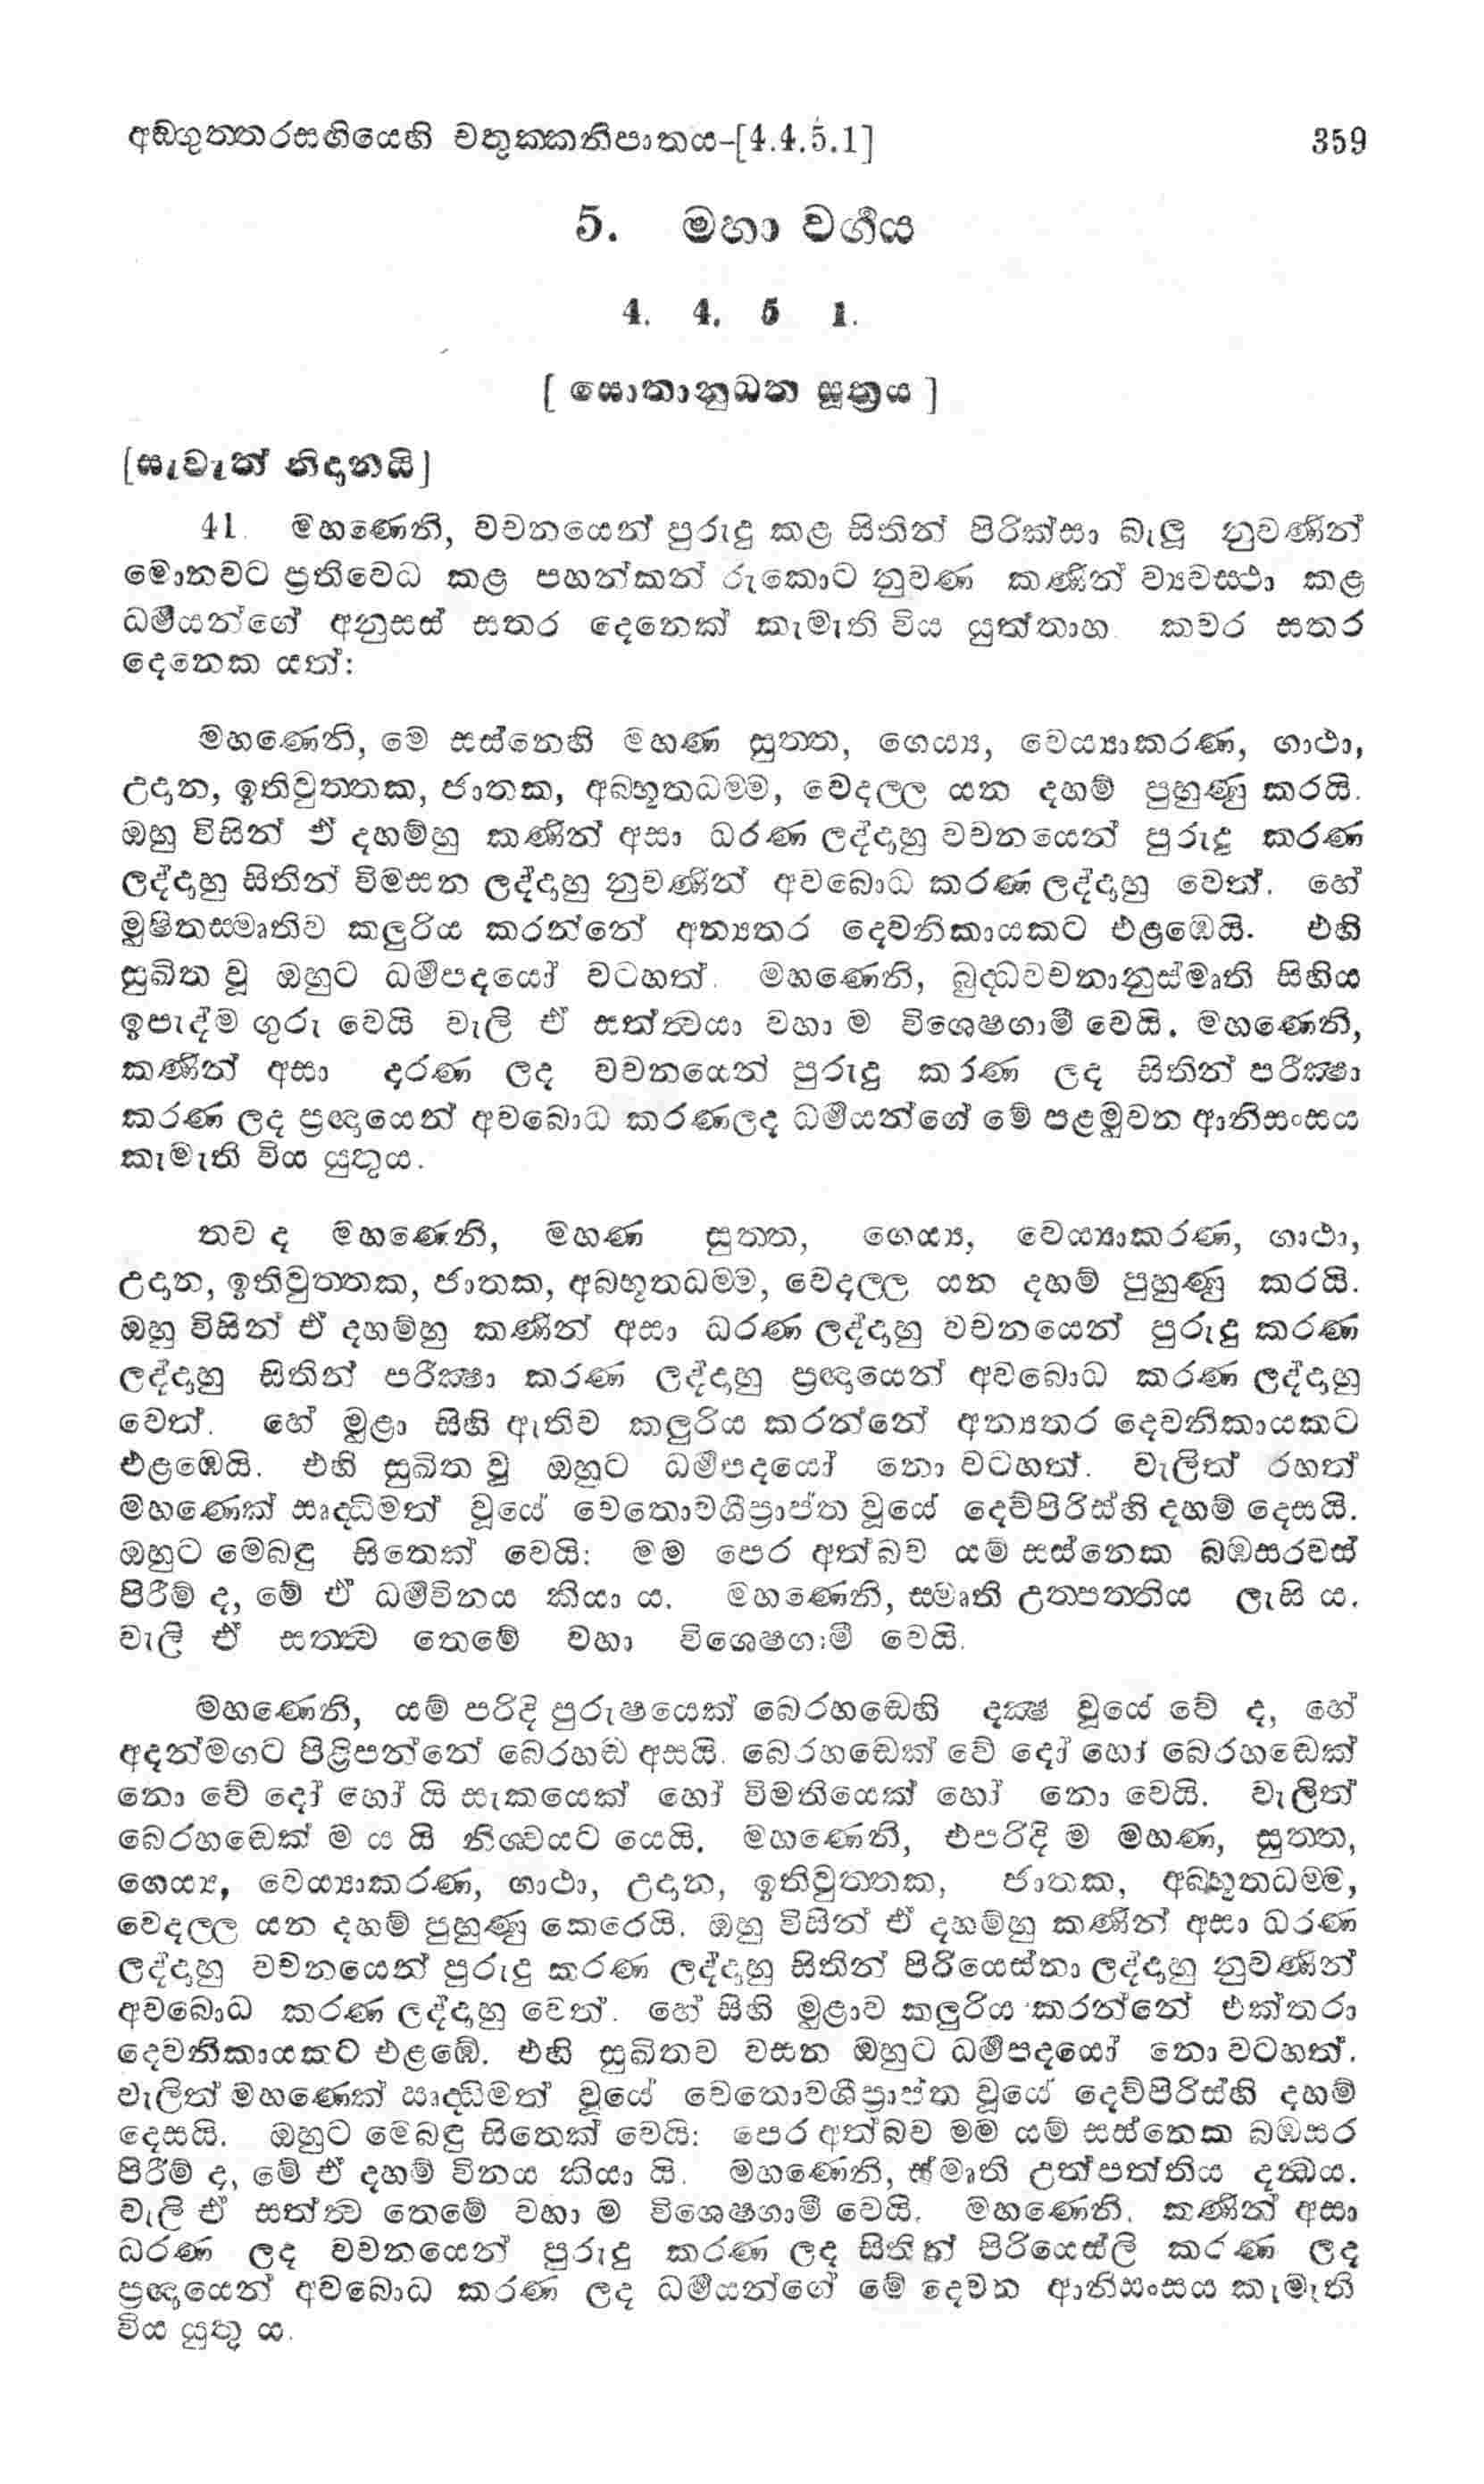 අඞ්ගුත්තරසඟියෙහි චතුක්කනිපාතය-[4.4.5.1] 359
5. මහා වර්ගය
4. 4. 5 1.
[ සොතානුධත සූත්‍රය ]
[සැවැත් නිදානයි]
41. මහණෙනි, වචනයෙන් පුරුදු කළ සිතින් පිරික්සා බැලූ නුවණින්
මොනවට ප්‍රතිවෙධ කළ පහන්කන් රුකොට නුවණ කණින් ව්‍යවස්ථා කළ
ධර්මයන්ගේ අනුසස් සතර දෙනෙක් කැමැති විය යුත්තාහ. කවර සතර
දෙනෙක යත්:
මහණෙනි, මෙ සස්නෙහි මහණ සුත්ත, ගෙය්‍ය, වෙය්‍යාකරණ, ගාථා,
උදාන, ඉතිවුත්තක, ජාතක, අබ්භූතධම්ම, වෙදල්ල යන දහම් පුහුණු කරයි.
ඔහු විසින් ඒ දහම්හු කණින් අසා ධරණ ලද්දාහු වචනයෙන් පුරුදු කරණ
ලද්දාහු සිතින් විමසන ලද්දාහු නුවණින් අවබොධ කරණ ලද්දාහු වෙත්. හේ
මුෂිතස්මෘතිව කලුරිය කරන්නේ අන්‍යතර දෙවනිකායකට එළඹෙයි. එහි
සුඛිත වූ ඔහුට ධර්මපදයෝ වටහත්. මහණෙනි, බුද්ධවචනානුස්මෘති සිහිය
ඉපැද්ම ගුරු වෙයි වැලි ඒ සත්ත්‍වයා වහා ම විශෙෂගාමී වෙයි. මහණෙනි,
කණින් අසා දරණ ලද වචනයෙන් පුරුදු කරණ ලද සිතින් පරීක්‍ෂා
කරණ ලද ප්‍රඥායෙන් අවබොධ කරණලද ධර්මයන්ගේ මේ පළමුවන ආනිසංසය
කැමැති විය යුතුය.
තව ද මහණෙනි, මහණ සුත්ත, ගෙය්‍ය, වෙය්‍යාකරණ, ගාථා,
උදාන, ඉතිවුත්තක, ජාතක, අබ්භූතධම්ම, වෙදල්ල යන දහම් පුහුණු කරයි.
ඔහු විසින් ඒ දහම්හු කණින් අසා ධරණ ලද්දාහු වචනයෙන් පුරුදු කරණ
ලද්දාහු සිතින් පරීක්‍ෂා කරණ ලද්දාහු ප්‍රඥායෙන් අවබොධ කරණ ලද්දාහු
වෙත්. හේ මුළා සිහි ඇතිව කලුරිය කරන්නේ අන්‍යතර දෙවනිකායකට
එළඹෙයි. එහි සුඛිත වූ ඔහුට ධර්මපදයෝ නො වටහත්. වැලිත් රහත්
මහණෙක් ඍද්ධිමත් වූයේ චෙතොවශීප්‍රාප්ත වූයේ දෙව්පිරිස්හි දහම් දෙසයි.
ඔහුට මෙබඳු සිතෙක් වෙයි: මම පෙර අත්බව යම් සස්නෙක බඹසරවස්
පිරීම් ද, මේ ඒ ධර්මවිනය කියා ය. මහණෙනි, ස්මෘති උත්පත්තිය ලැසි ය.
වැලි ඒ සත්ත්‍ව තෙමේ වහා විශෙෂගාමී වෙයි.
මහණෙනි, යම් පරිදි පුරුෂයෙක් බෙරහඬෙහි දක්‍ෂ වූයේ වේ ද, හේ
අදන්මගට පිළිපන්නේ බෙරහඬ අසයි. බෙරහඬෙක් වේ දෝ හෝ බෙරහඬෙක්
නො වේ දෝ හෝ යි සැකයෙක් හෝ විමතියෙක් හෝ නො වෙයි. වැලිත්
බෙරහඬෙක් ම ය යි නිශ්චයට යෙයි. මහණෙනි, එපරිදි ම මහණ, සුත්ත,
ගෙය්‍ය, වෙය්‍යාකරණ, ගාථා, උදාන, ඉතිවුත්තක, ජාතක, අබ්භූතධම්ම,
වෙදල්ල යන දහම් පුහුණු කෙරෙයි. ඔහු විසින් ඒ දහම්හු කණින් අසා ධරණ
ලද්දාහු වචනයෙන් පුරුදු කරණ ලද්දාහු සිතින් පිරියෙස්නා ලද්දාහු නුවණින්
අවබොධ කරණ ලද්දාහු වෙත්. හේ සිහි මුළාව කලුරිය කරන්නේ එක්තරා
දෙවනිකායකට එළඹේ. එහි සුඛිතව වසන ඔහුට ධර්මපදයෝ නො වටහත්.
වැලිත් මහණෙක් ඍද්ධිමත් වූයේ චෙතොවශීප්‍රාප්ත වූයේ දෙව්පිරිස්හි දහම්
දෙසයි. ඔහුට මෙබඳු සිතෙක් වෙයි: පෙර අත්බව මම යම් සස්නෙක බඹසර
පිරීම් ද, මේ ඒ දහම් විනය කියා යි. මහණෙනි, ස්මෘති උත්පත්තිය දන්‍ධය.
වැලි ඒ සත්ත්‍ව තෙමේ වහා ම විශෙෂගාමී වෙයි. මහණෙනි, කණින් අසා
ධරණ ලද වචනයෙන් පුරුදු කරණ ලද සිතින් පිරියෙස්ලි කරණ ලද
ප්‍රඥායෙන් අවබොධ කරණ ලද ධර්මයන්ගේ මේ දෙවන ආනිසංසය කැමැති
විය යුතු ය.